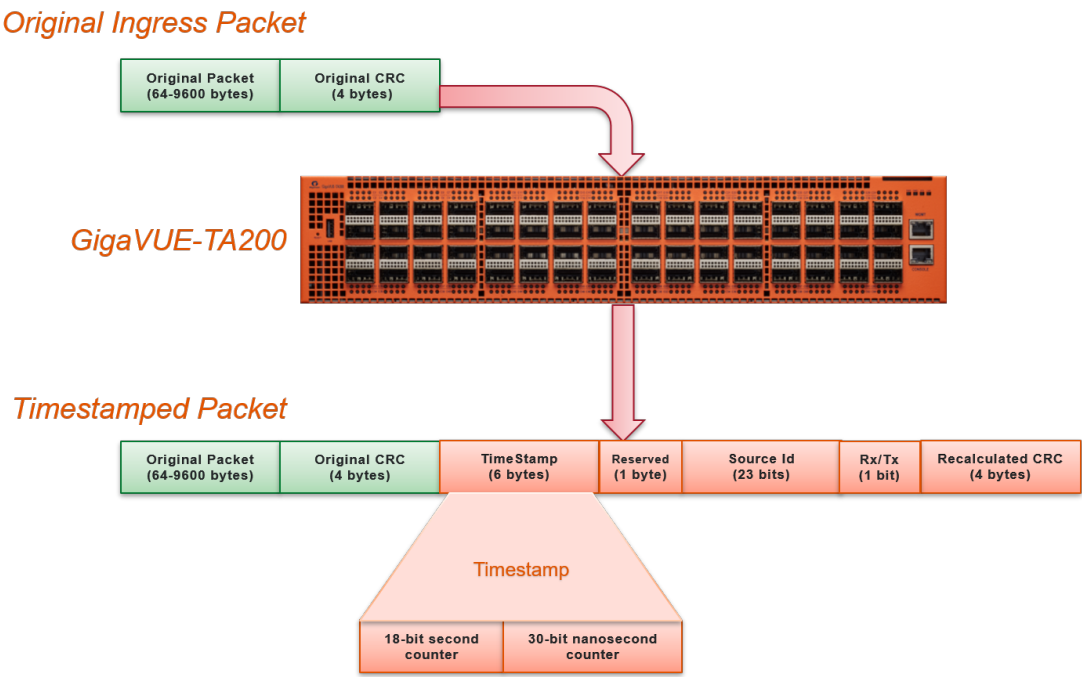 Original Ingress Packet
Original Packet
(64-9600 bytes)
Original CRC
(4 bytes)
GigaVUE-TA200
Timestamped Packet
Original Packet
(64-9600 bytes)
Original CRC
(4 bytes)
TimeStamp
(6 bytes)
Reserved
(1 byte)
Source Id
(23 bits)
Rx/Tx
(1 bit)
Recalculated CRC
(4 bytes)
Timestamp
18-bit second
counter
30-bit nanosecond
counter